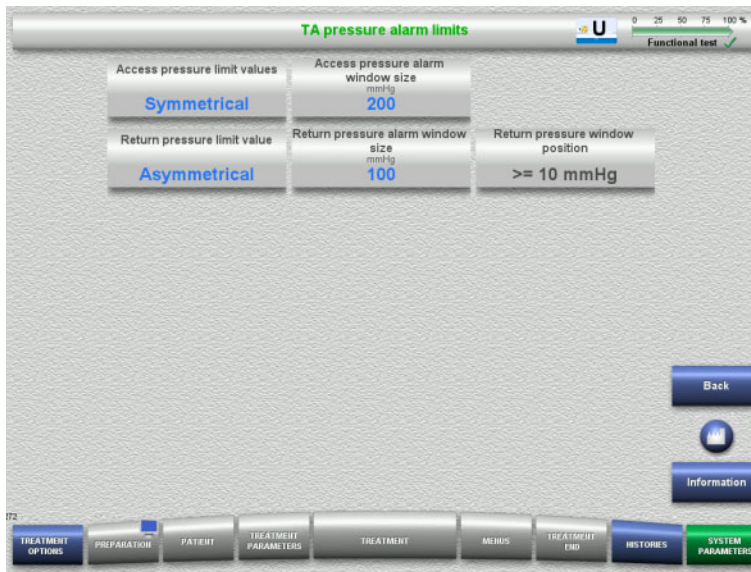 TA pressure alarm limits
U
0 25 50 75 100 %
Functional test
Access pressure limit values
Symmetrical
Access pressure alarm
window size
mmHg
200
Return pressure limit value
Asymmetrical
Return pressure alarm window
size
mmHg
100
Return pressure window
position
>= 10 mmHg
Back
Information
272
TREATMENT
OPTIONS
PREPARATION
PATIENT
TREATMENT
PARAMETERS
TREATMENT
MENUS
TREATMENT
END
HISTORIES
SYSTEM
PARAMETERS